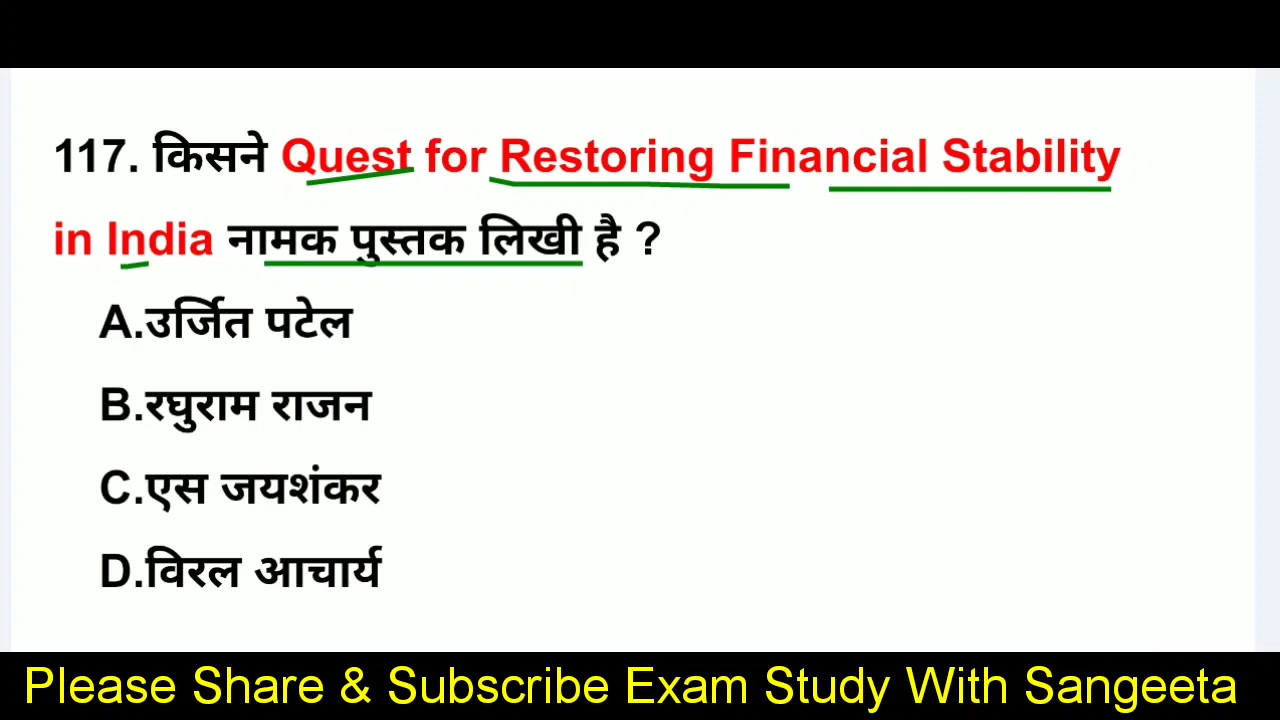 117. किसने Quest for Restoring Financial Stability
in India नामक पुस्तक लिखी है ?
A.उर्जित पटेल
B.रघुराम राजन
C.एस जयशंकर
D.विरल आचार्य
Please Share & Subscribe Exam Study With Sangeeta